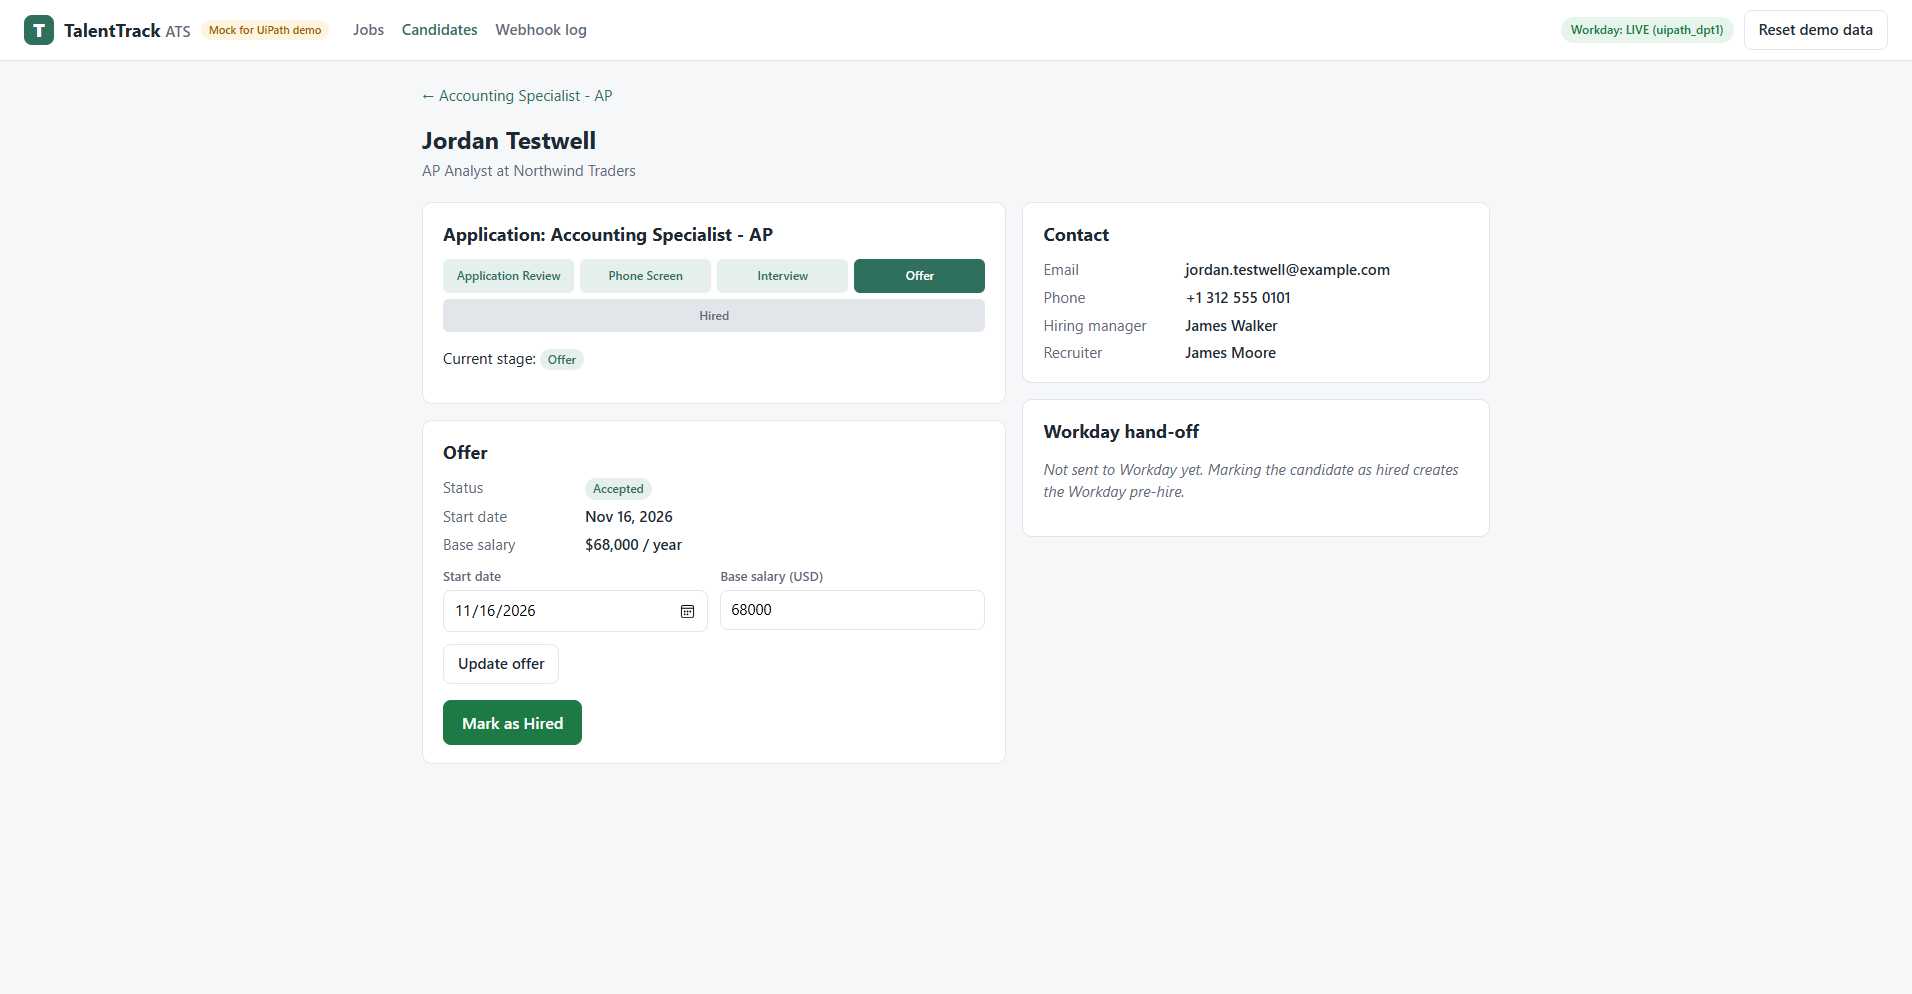 T TalentTrack ATS Mock for UiPath demo Jobs Candidates Webhook log Workday: LIVE (uipath_dpt1) Reset demo data
← Accounting Specialist - AP
Jordan Testwell
AP Analyst at Northwind Traders
Application: Accounting Specialist - AP
Application Review Phone Screen Interview Offer
Hired
Current stage: Offer
Offer
Status Accepted
Start date Nov 16, 2026
Base salary $68,000 / year
Start date Base salary (USD)
11/16/2026 68000
Update offer
Mark as Hired
Contact
Email jordan.testwell@example.com
Phone +1 312 555 0101
Hiring manager James Walker
Recruiter James Moore
Workday hand-off
Not sent to Workday yet. Marking the candidate as hired creates
the Workday pre-hire.